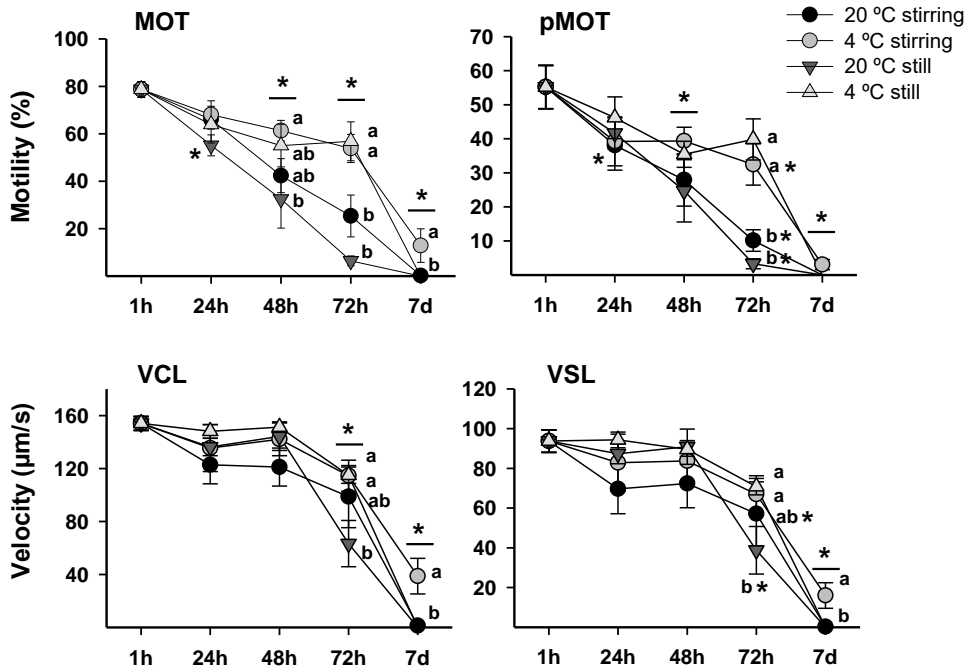 MOT
pMOT
20 ºC stirring
4 ºC stirring
20 ºC still
4 ºC still
Motility (%)
100
80
60
40
20
*
*
*
*
a
ab
ab
b
a
a
b
b
a
b
1h 24h 48h 72h 7d
70
60
50
40
30
20
10
*
*
*
a
a *
b *
b *
1h 24h 48h 72h 7d
VCL
VSL
Velocity (µm/s)
160
120
80
40
*
*
a
a
ab
b
a
b
1h 24h 48h 72h 7d
120
100
80
60
40
20
a
a
ab *
b *
*
a
b
1h 24h 48h 72h 7d